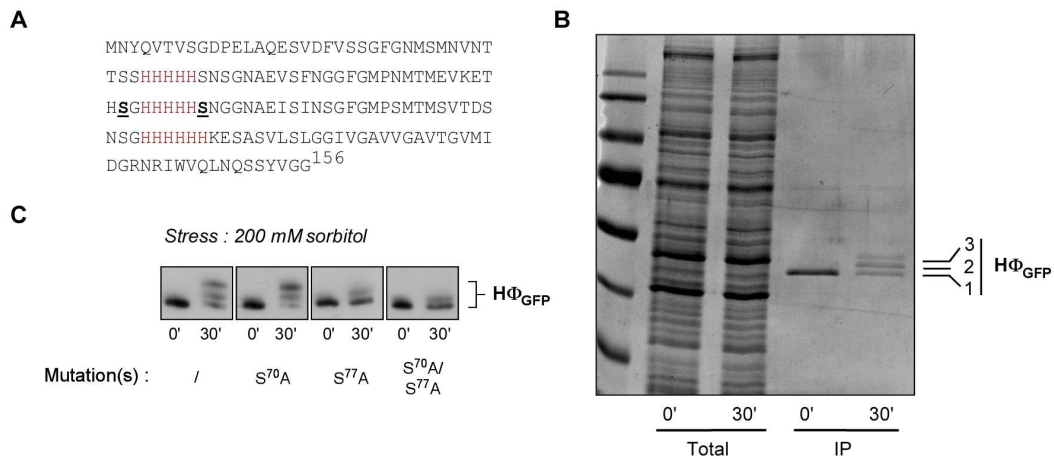 A
MNYQVTVSGDPELAQESVDFVSSGFGNMSMNVNT
TSSHHHHHSNSGNAEVSFNGGFGMPNMTMEVKET
HSGHHHHHSNGGNAEISINSGFGMPSMTMSVTDS
NSGHHHHHHKESASVLSLGGIVGAVVGAVTGVMI
DGRNRIWVQLNQSSYVGG156
C
Stress : 200 mM sorbitol
HΦGFP
0' 30' 0' 30' 0' 30' 0' 30'
Mutation(s) : / S70A S77A S70A/
S77A
B
3
2
1
HΦGFP
0' 30' 0' 30'
Total IP